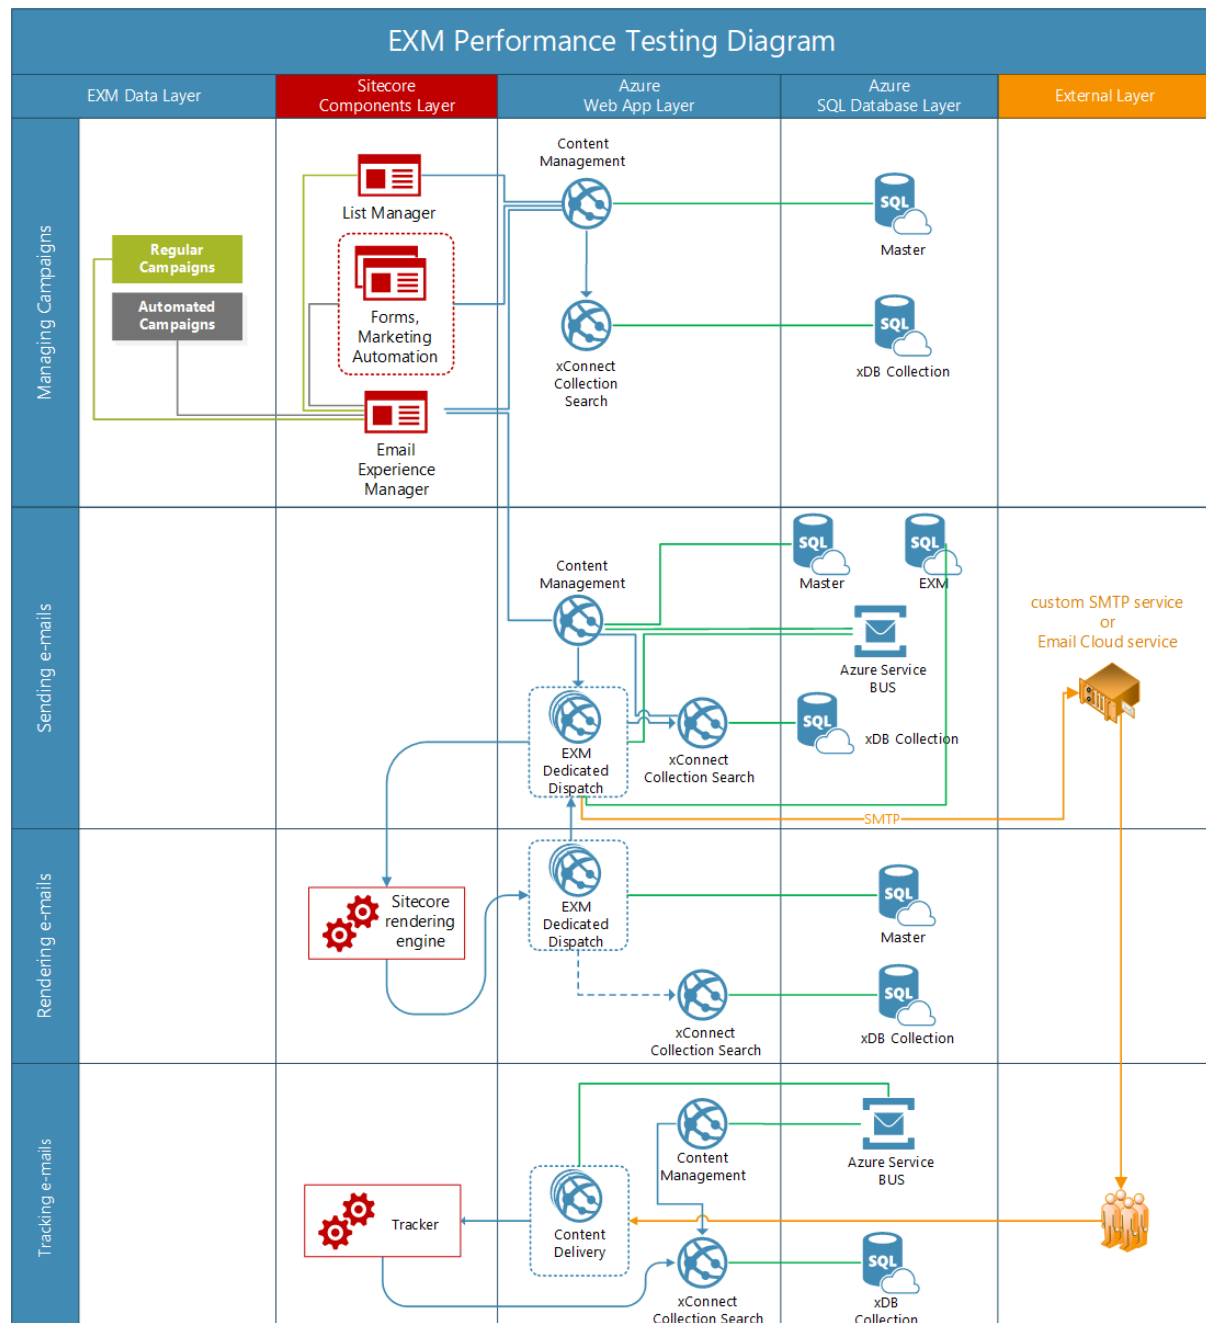 EXM Performance Testing Diagram
EXM Data Layer
Sitecore
Components Layer
Azure
Web App Layer
Azure
SQL Database Layer
External Layer
Managing Campaigns
Regular
Campaigns
Automated
Campaigns
List Manager
Forms,
Marketing
Automation
Email
Experience
Manager
Content
Management
xConnect
Collection
Search
SQL
Master
SQL
xDB Collection
Sending e-mails
Content
Management
EXM
Dedicated
Dispatch
xConnect
Collection Search
SQL
Master
SQL
EXM
Azure Service
BUS
SQL
xDB Collection
custom SMTP service
or
Email Cloud service
SMTP
Rendering e-mails
Sitecore
rendering
engine
EXM
Dedicated
Dispatch
xConnect
Collection Search
SQL
Master
SQL
xDB Collection
Tracking e-mails
Tracker
Content
Delivery
Content
Management
xConnect
Collection Search
Azure Service
BUS
SQL
xDB
Collection